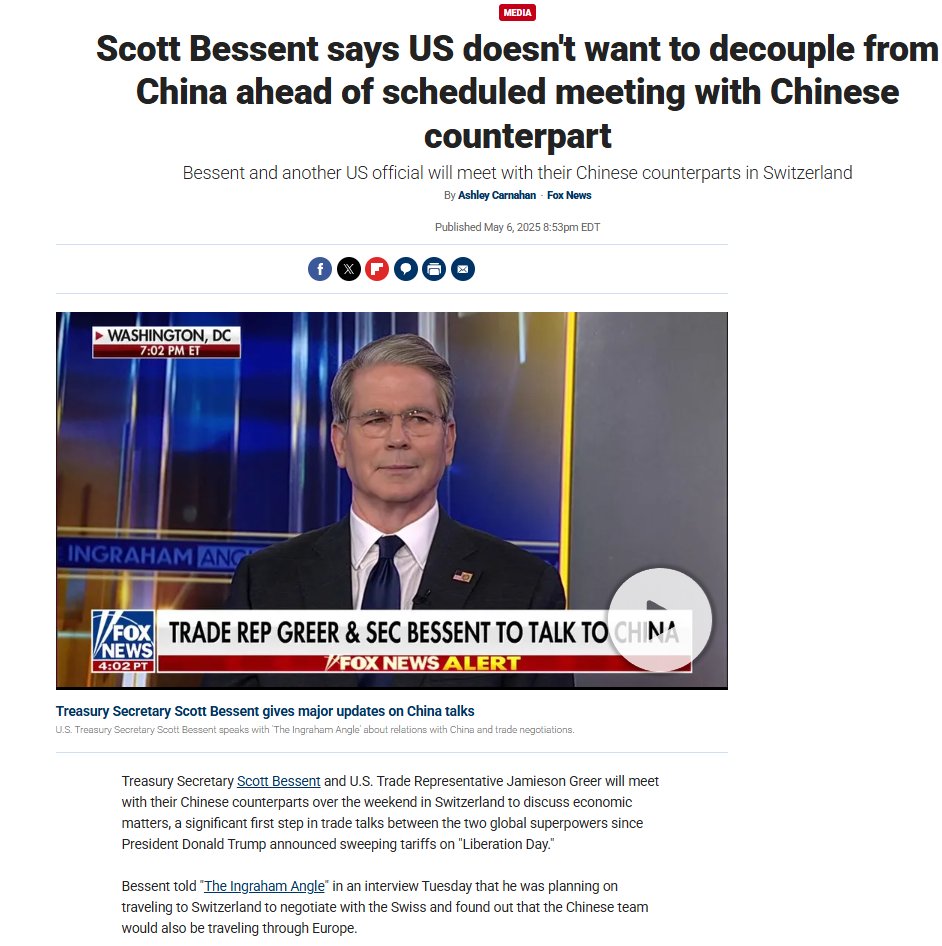 MEDIA
Scott Bessent says US doesn't want to decouple from
China ahead of scheduled meeting with Chinese
counterpart
Bessent and another US official will meet with their Chinese counterparts in Switzerland
By Ashley Carnahan · Fox News
Published May 6, 2025 8:53pm EDT
WASHINGTON, DC
7:02 PM ET
INGRAHAM ANG
FOX
NEWS
4:02 PT
TRADE REP GREER & SEC BESSENT TO TALK TO CHINA
FOX NEWS ALERT
Treasury Secretary Scott Bessent gives major updates on China talks
U.S. Treasury Secretary Scott Bessent speaks with 'The Ingraham Angle' about relations with China and trade negotiations.
Treasury Secretary Scott Bessent and U.S. Trade Representative Jamieson Greer will meet
with their Chinese counterparts over the weekend in Switzerland to discuss economic
matters, a significant first step in trade talks between the two global superpowers since
President Donald Trump announced sweeping tariffs on "Liberation Day."
Bessent told "The Ingraham Angle" in an interview Tuesday that he was planning on
traveling to Switzerland to negotiate with the Swiss and found out that the Chinese team
would also be traveling through Europe.